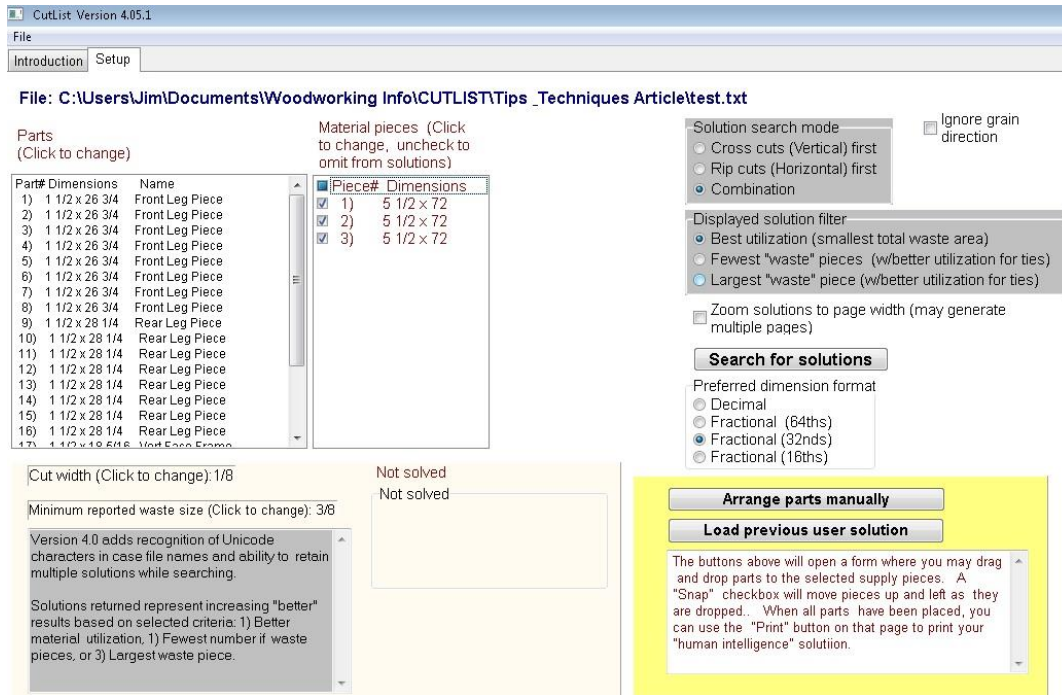 CutList Version 4.05.1
File
Introduction Setup
File: C:\Users\Jim\Documents\Woodworking Info\CUTLIST\Tips _Techniques Article\test.txt
Parts
(Click to change)
Part# Dimensions Name
1) 1 1/2 x 26 3/4 Front Leg Piece
2) 1 1/2 x 26 3/4 Front Leg Piece
3) 1 1/2 x 26 3/4 Front Leg Piece
4) 1 1/2 x 26 3/4 Front Leg Piece
5) 1 1/2 x 26 3/4 Front Leg Piece
6) 1 1/2 x 26 3/4 Front Leg Piece
7) 1 1/2 x 26 3/4 Front Leg Piece
8) 1 1/2 x 26 3/4 Front Leg Piece
9) 1 1/2 x 28 1/4 Rear Leg Piece
10) 1 1/2 x 28 1/4 Rear Leg Piece
11) 1 1/2 x 28 1/4 Rear Leg Piece
12) 1 1/2 x 28 1/4 Rear Leg Piece
13) 1 1/2 x 28 1/4 Rear Leg Piece
14) 1 1/2 x 28 1/4 Rear Leg Piece
15) 1 1/2 x 28 1/4 Rear Leg Piece
16) 1 1/2 x 28 1/4 Rear Leg Piece
17) 1 1/2 x 18 5/16 Vert Face Frame
Material pieces (Click
to change, uncheck to
omit from solutions)
Piece# Dimensions
1) 5 1/2 x 72
2) 5 1/2 x 72
3) 5 1/2 x 72
Solution search mode
Cross cuts (Vertical) first
Rip cuts (Horizontal) first
Combination
Ignore grain
direction
Displayed solution filter
Best utilization (smallest total waste area)
Fewest "waste" pieces (w/better utilization for ties)
Largest "waste" piece (w/better utilization for ties)
Zoom solutions to page width (may generate
multiple pages)
Search for solutions
Preferred dimension format
Decimal
Fractional (64ths)
Fractional (32nds)
Fractional (16ths)
Cut width (Click to change):1/8
Minimum reported waste size (Click to change): 3/8
Version 4.0 adds recognition of Unicode
characters in case file names and ability to retain
multiple solutions while searching.
Solutions returned represent increasing "better"
results based on selected criteria: 1) Better
material utilization, 1) Fewest number if waste
pieces, or 3) Largest waste piece.
Not solved
Not solved
Arrange parts manually
Load previous user solution
The buttons above will open a form where you may drag
and drop parts to the selected supply pieces. A
"Snap" checkbox will move pieces up and left as they
are dropped.. When all parts have been placed, you
can use the "Print" button on that page to print your
"human intelligence" solutiion.